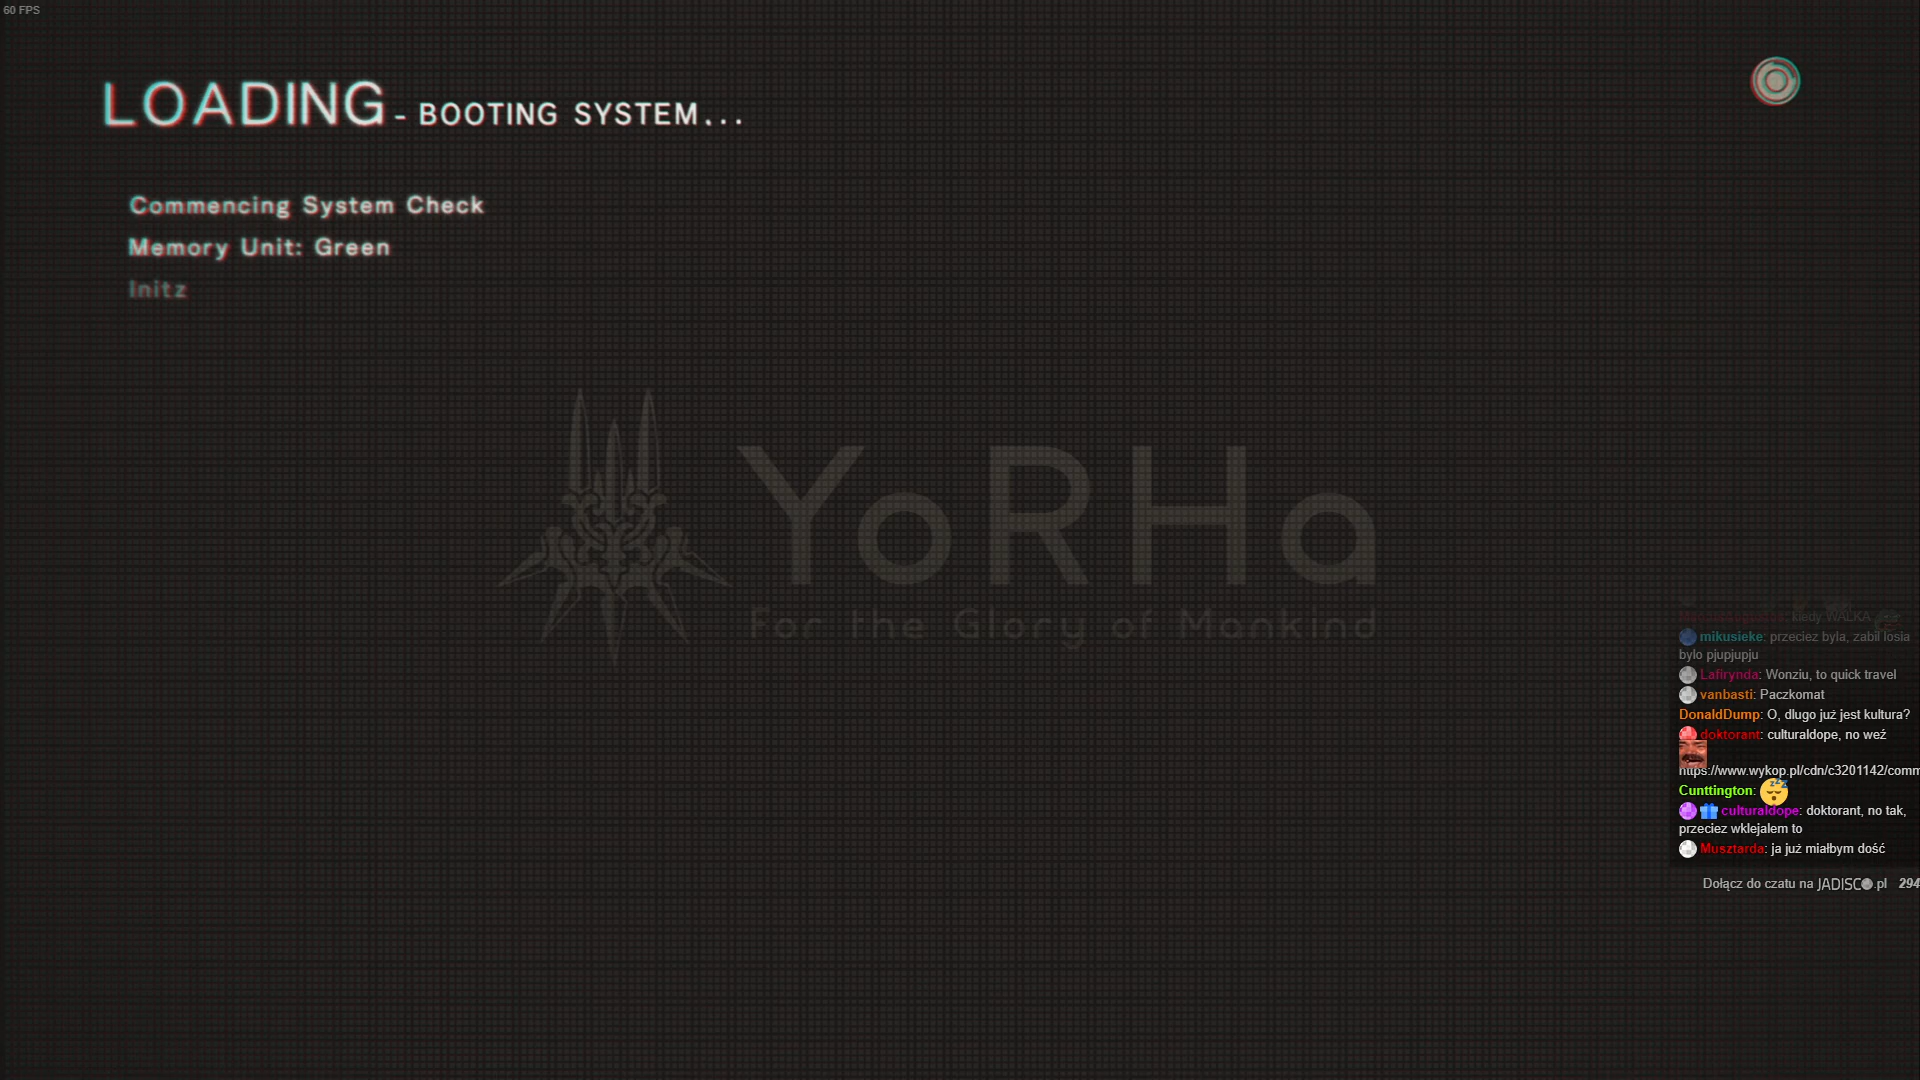 60 FPS
LOADING - BOOTING SYSTEM...
Commencing System Check
Memory Unit: Green
Initz
YoRHa
For the Glory of Mankind
kiedy WALKA
mikusieke: przeciez byla, zabil losia
bylo pjupjupju
Lafirynda: Wonziu, to quick travel
vanbasti: Paczkomat
DonaldDump: O, dlugo już jest kultura?
doktorant: culturaldope, no weź
https://www.wykop.pl/cdn/c3201142/comm
Cunttington:
culturaldope: doktorant, no tak,
przeciez wklejalem to
Musztarda: ja już miałbym dość
Dołącz do czatu na JADISCO.pl 294